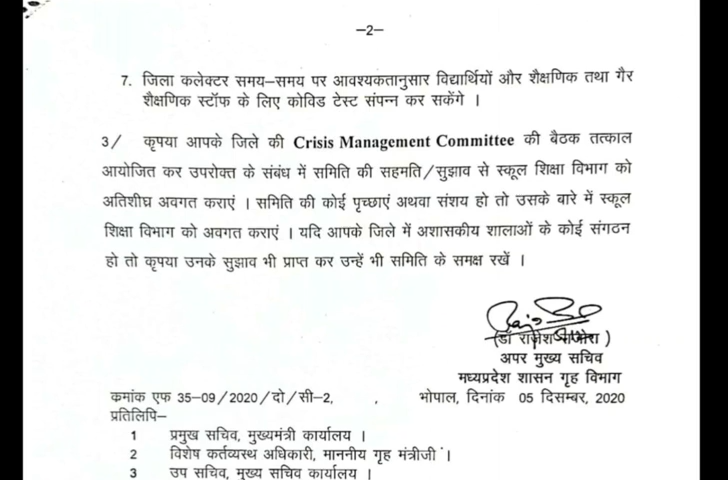 –2–
7. जिला कलेक्टर समय–समय पर आवश्यकतानुसार विद्यार्थियों और शैक्षणिक तथा गैर
शैक्षणिक स्टॉफ के लिए कोविड टेस्ट संपन्न कर सकेंगे ।
3/ कृपया आपके जिले की Crisis Management Committee की बैठक तत्काल
आयोजित कर उपरोक्त के संबंध में समिति की सहमति/सुझाव से स्कूल शिक्षा विभाग को
अतिशीघ्र अवगत कराएं । समिति की कोई पृच्छाएं अथवा संशय हो तो उसके बारे में स्कूल
शिक्षा विभाग को अवगत कराएं । यदि आपके जिले में अशासकीय शालाओं के कोई संगठन
हो तो कृपया उनके सुझाव भी प्राप्त कर उन्हें भी समिति के समक्ष रखें ।
(डॉ राजेश राजौरा)
अपर मुख्य सचिव
मध्यप्रदेश शासन गृह विभाग
कमांक एफ 35-09/2020/दो/सी-2, , भोपाल, दिनांक 05 दिसम्बर, 2020
प्रतिलिपि–
1 प्रमुख सचिव, मुख्यमंत्री कार्यालय ।
2 विशेष कर्तव्यस्थ अधिकारी, माननीय गृह मंत्रीजी ।
3 उप सचिव, मुख्य सचिव कार्यालय ।